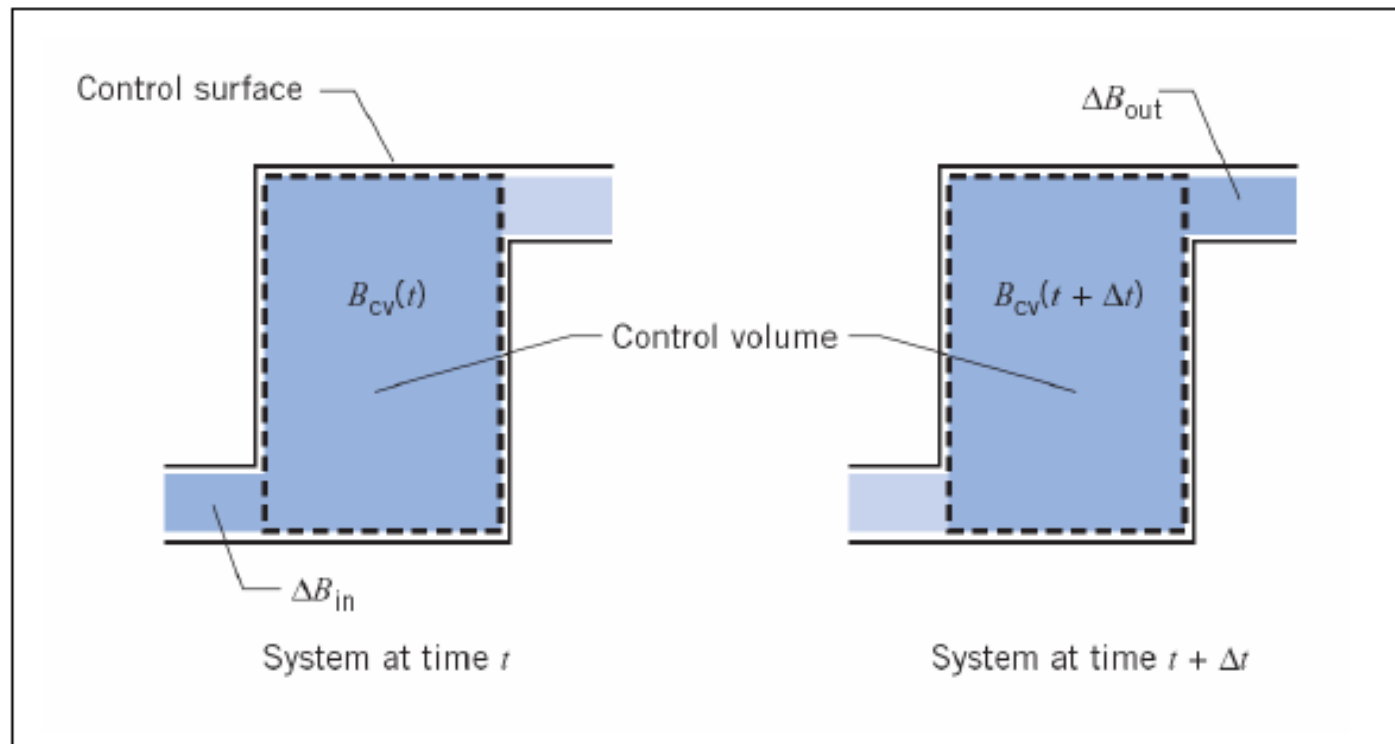 Control surface
ΔB_out
B_cv(t)
B_cv(t + Δt)
Control volume
ΔB_in
System at time t
System at time t + Δt